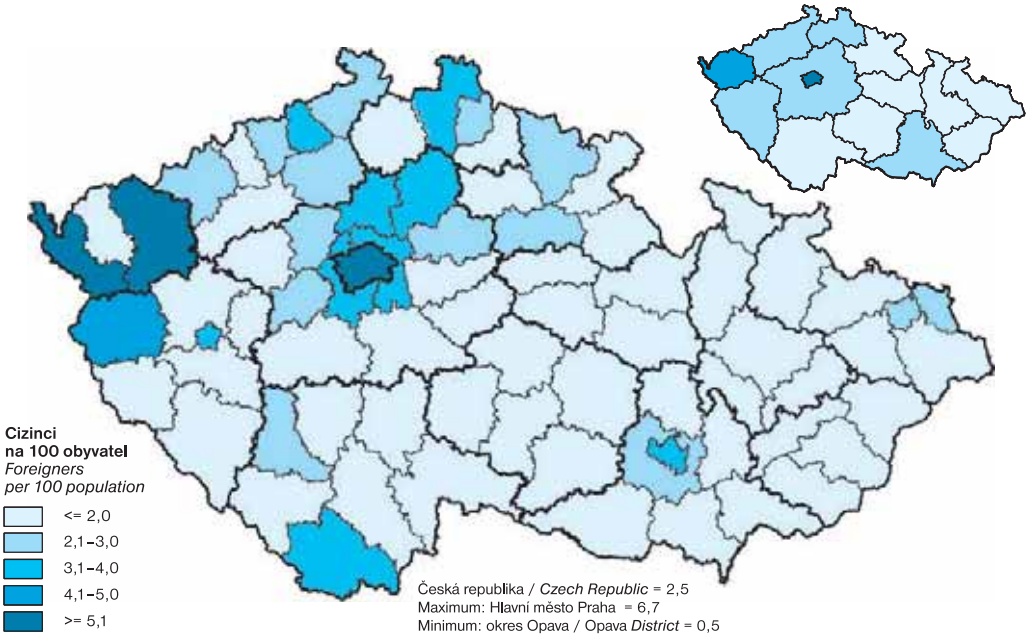 Cizinci
na 100 obyvatel
Foreigners
per 100 population
<= 2,0
2,1–3,0
3,1–4,0
4,1–5,0
>= 5,1
Česká republika / Czech Republic = 2,5
Maximum: Hlavní město Praha = 6,7
Minimum: okres Opava / Opava District = 0,5